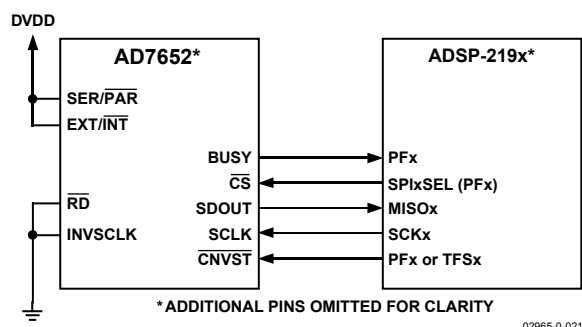 DVDD
AD7652*
ADSP-219x*
SER/PAR
EXT/INT
BUSY
PFx
CS
SPIxSEL (PFx)
RD
SDOUT
MISOx
INVSCLK
SCLK
SCKx
CNVST
PFx or TFSx
*ADDITIONAL PINS OMITTED FOR CLARITY
02965-0-021